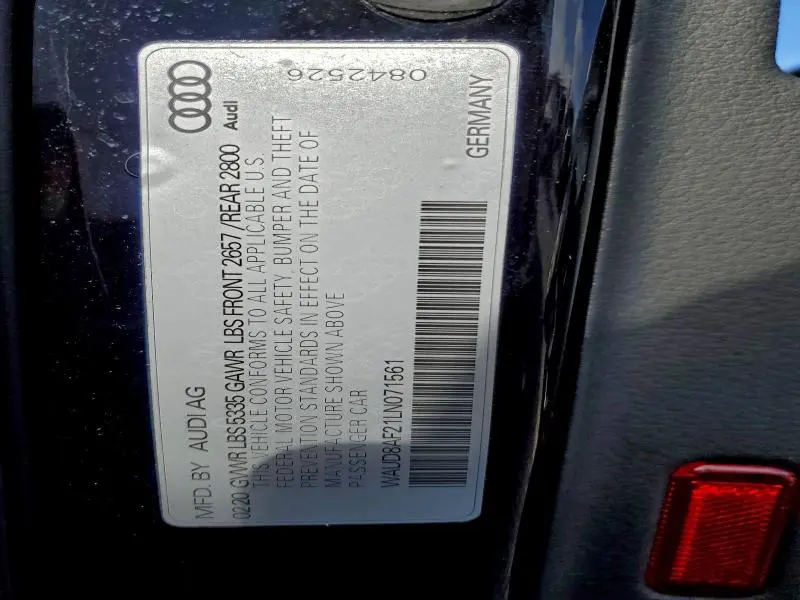 MFD. BY AUDI AG
Audi
02/20 GVWR LBS 5335 GAWR LBS FRONT 2657 / REAR 2800
THIS VEHICLE CONFORMS TO ALL APPLICABLE U.S.
FEDERAL MOTOR VEHICLE SAFETY, BUMPER AND THEFT
PREVENTION STANDARDS IN EFFECT ON THE DATE OF
MANUFACTURE SHOWN ABOVE
0842526
PASSENGER CAR
WAUD8AF21LN071561
GERMANY